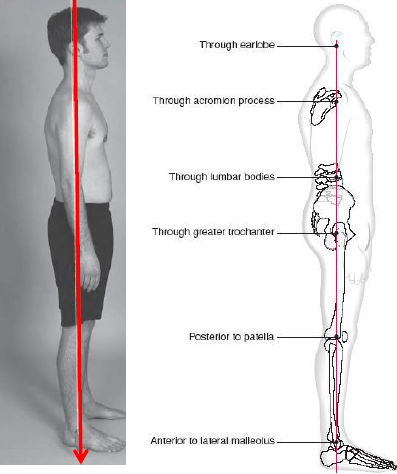 Through earlobe
Through acromion process
Through lumbar bodies
Through greater trochanter
Posterior to patella
Anterior to lateral malleolus